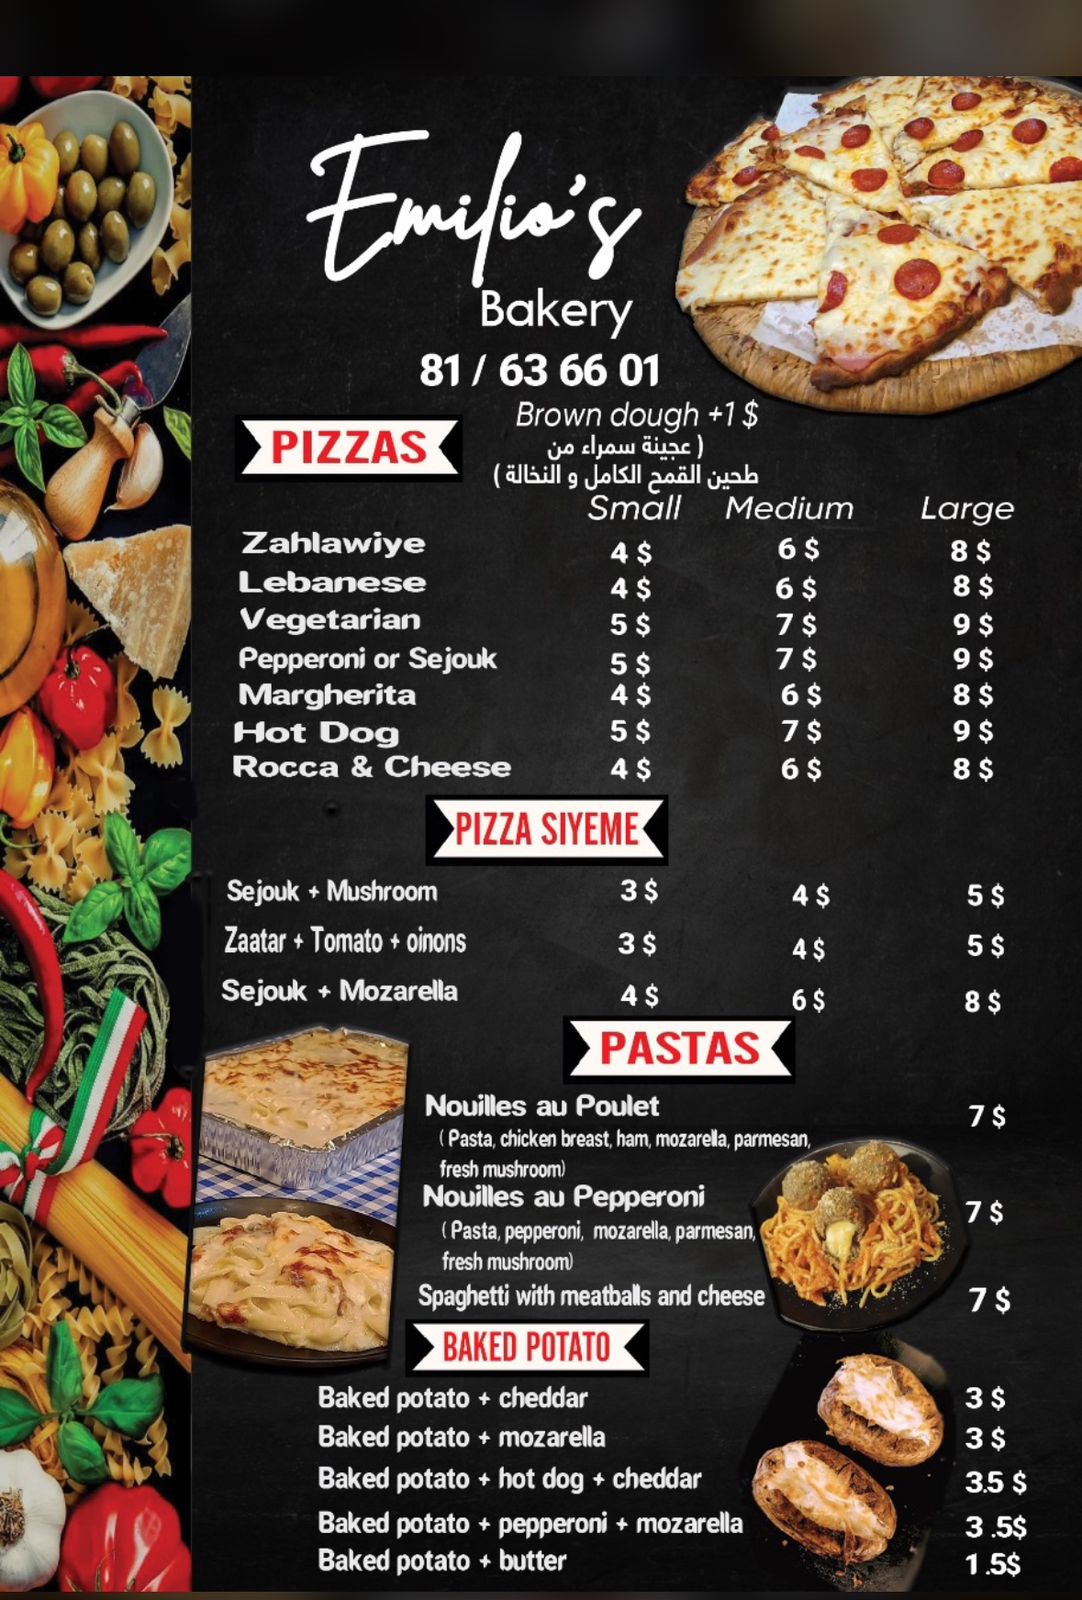 Emilio's
Bakery
81 / 63 66 01
Brown dough +1 $
( عجينة سمراء من
طحين القمح الكامل و النخالة )
PIZZAS
Small Medium Large
Zahlawiye 4 $ 6 $ 8 $
Lebanese 4 $ 6 $ 8 $
Vegetarian 5 $ 7 $ 9 $
Pepperoni or Sejouk 5 $ 7 $ 9 $
Margherita 4 $ 6 $ 8 $
Hot Dog 5 $ 7 $ 9 $
Rocca & Cheese 4 $ 6 $ 8 $
PIZZA SIYEME
Sejouk + Mushroom 3 $ 4 $ 5 $
Zaatar + Tomato + oinons 3 $ 4 $ 5 $
Sejouk + Mozarella 4 $ 6 $ 8 $
PASTAS
Nouilles au Poulet 7 $
( Pasta, chicken breast, ham, mozarella, parmesan,
fresh mushroom)
Nouilles au Pepperoni 7 $
( Pasta, pepperoni, mozarella, parmesan,
fresh mushroom)
Spaghetti with meatballs and cheese 7 $
BAKED POTATO
Baked potato + cheddar 3 $
Baked potato + mozarella 3 $
Baked potato + hot dog + cheddar 3.5 $
Baked potato + pepperoni + mozarella 3 .5$
Baked potato + butter 1 .5$